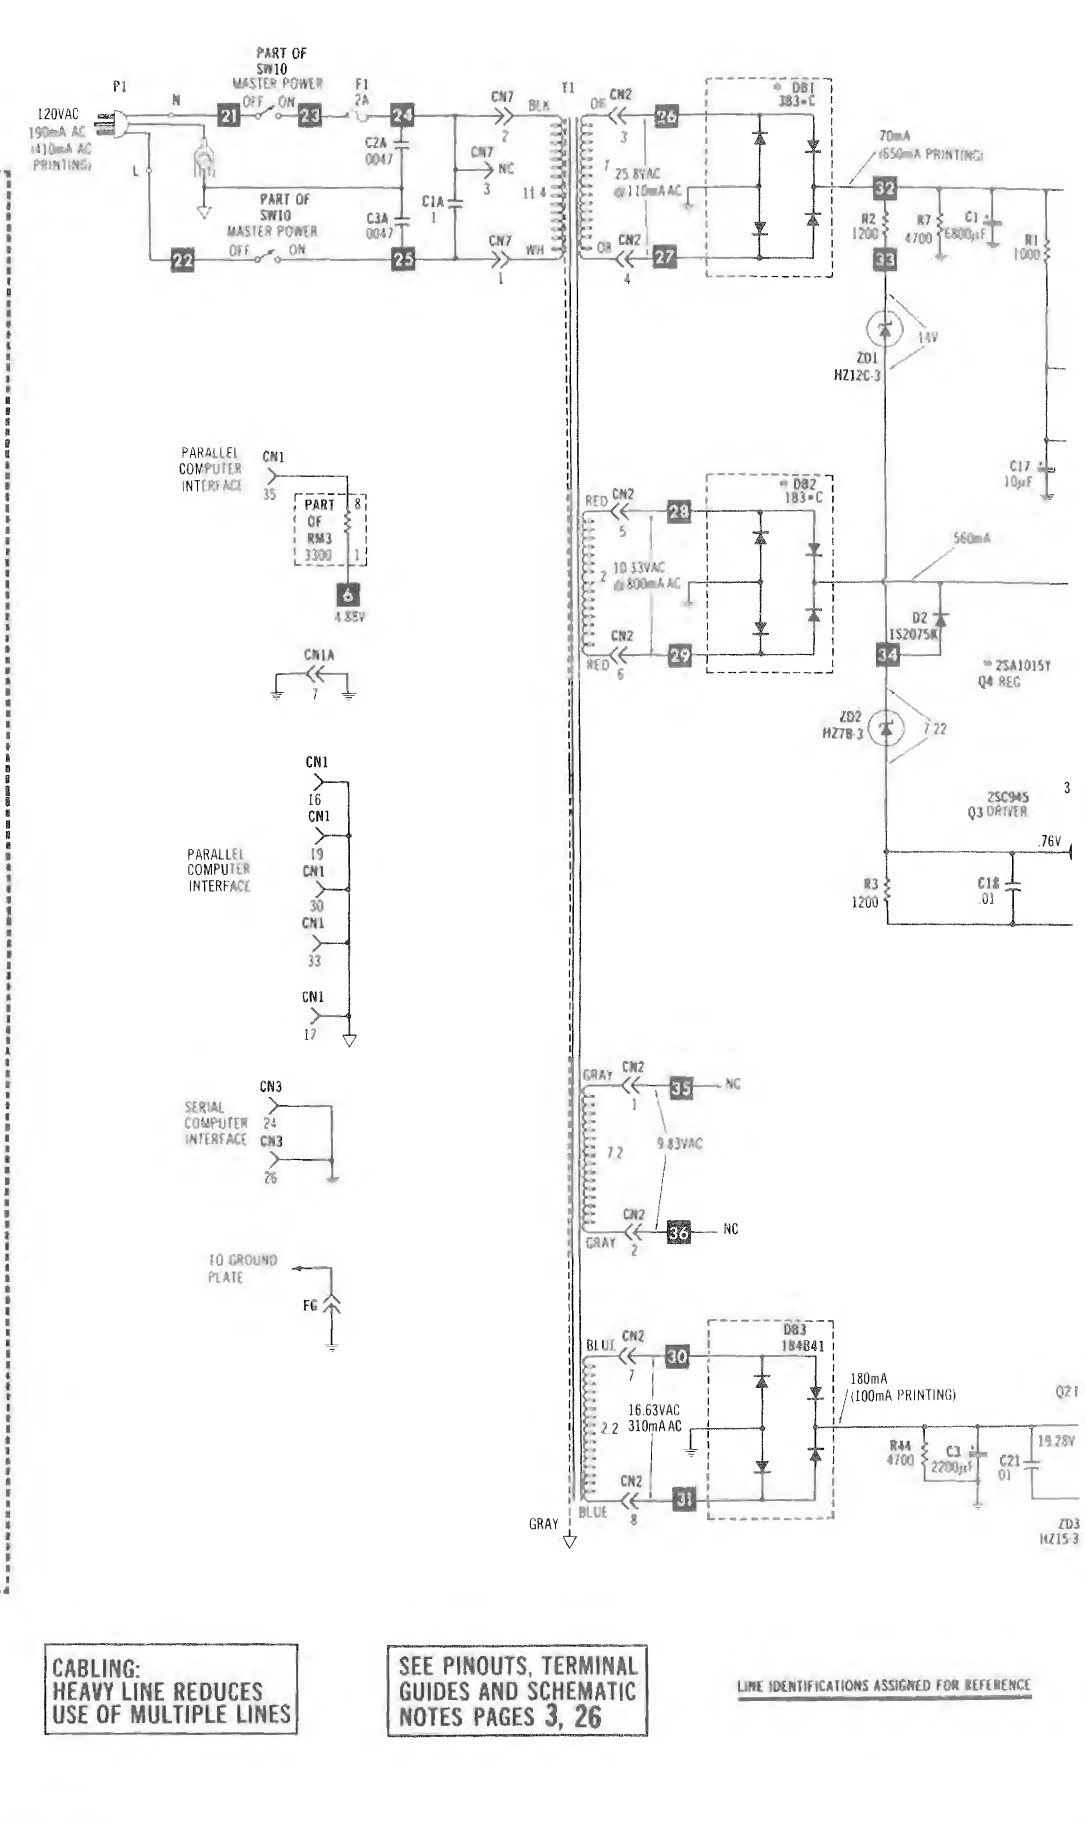 PART OF
SW10
MASTER POWER
OFF ON
P1
N
F1
2A
120VAC
190mA AC
(410mA AC
PRINTING)
L
21
23
24
C2A
.0047
CN7
2
BLK
CN7
NC
3
C1A
.1
11.4
PART OF
SW10
MASTER POWER
OFF ON
C3A
.0047
22
25
CN7
1
WH
T1
OR
CN2
3
26
25.8VAC
@110mA AC
OR
CN2
4
27
* DB1
3B3*C
70mA
(650mA PRINTING)
32
R2
1200
R7
4700
C1
6800µF
R1
1000
33
14V
ZD1
HZ12C-3
C17
10µF
PARALLEL
COMPUTER
INTERFACE
CN1
35
PART
OF
RM3
3300
8
1
6
4.85V
CN1A
7
RED
CN2
5
28
2
10.33VAC
@800mA AC
RED
CN2
6
29
* DB2
1B3*C
560mA
D2
1S2075K
34
* 2SA1015Y
Q4 REG
ZD2
HZ7B-3
7.22
3
2SC945
Q3 DRIVER
.76V
R3
1200
C18
.01
PARALLEL
COMPUTER
INTERFACE
CN1
16
CN1
19
CN1
30
CN1
33
CN1
17
SERIAL
COMPUTER
INTERFACE
CN3
24
CN3
26
TO GROUND
PLATE
FG
GRAY
CN2
1
35
NC
7.2
9.83VAC
GRAY
CN2
2
36
NC
BLUE
CN2
7
30
2.2
16.63VAC
310mA AC
BLUE
CN2
8
31
GRAY
DB3
1B4B41
180mA
(100mA PRINTING)
Q21
R44
4700
C3
2200µF
C21
.01
19.28V
ZD3
HZ15-3
CABLING:
HEAVY LINE REDUCES
USE OF MULTIPLE LINES
SEE PINOUTS, TERMINAL
GUIDES AND SCHEMATIC
NOTES PAGES 3, 26
LINE IDENTIFICATIONS ASSIGNED FOR REFERENCE